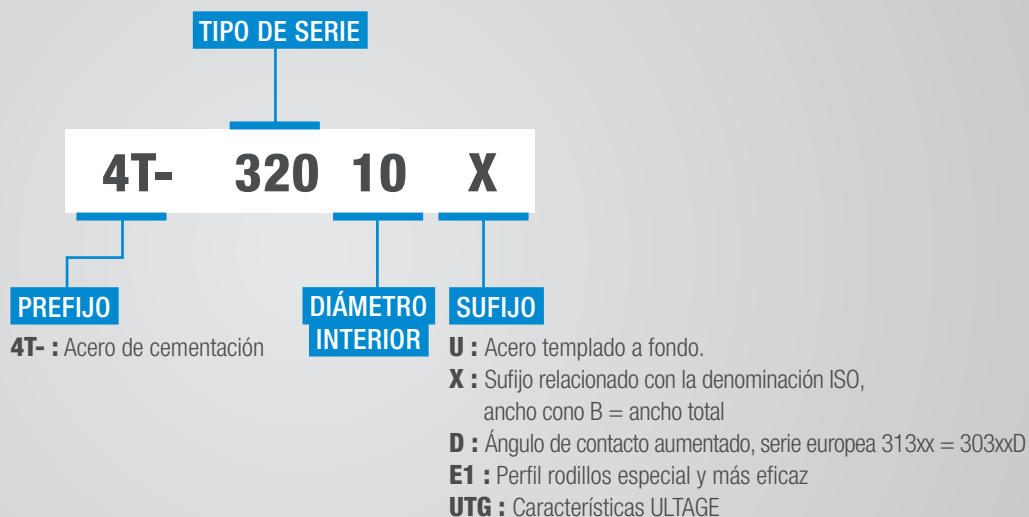 TIPO DE SERIE
4T- 320 10 X
PREFIJO
4T- : Acero de cementación
DIÁMETRO
INTERIOR
SUFIJO
U : Acero templado a fondo.
X : Sufijo relacionado con la denominación ISO,
ancho cono B = ancho total
D : Ángulo de contacto aumentado, serie europea 313xx = 303xxD
E1 : Perfil rodillos especial y más eficaz
UTG : Características ULTAGE